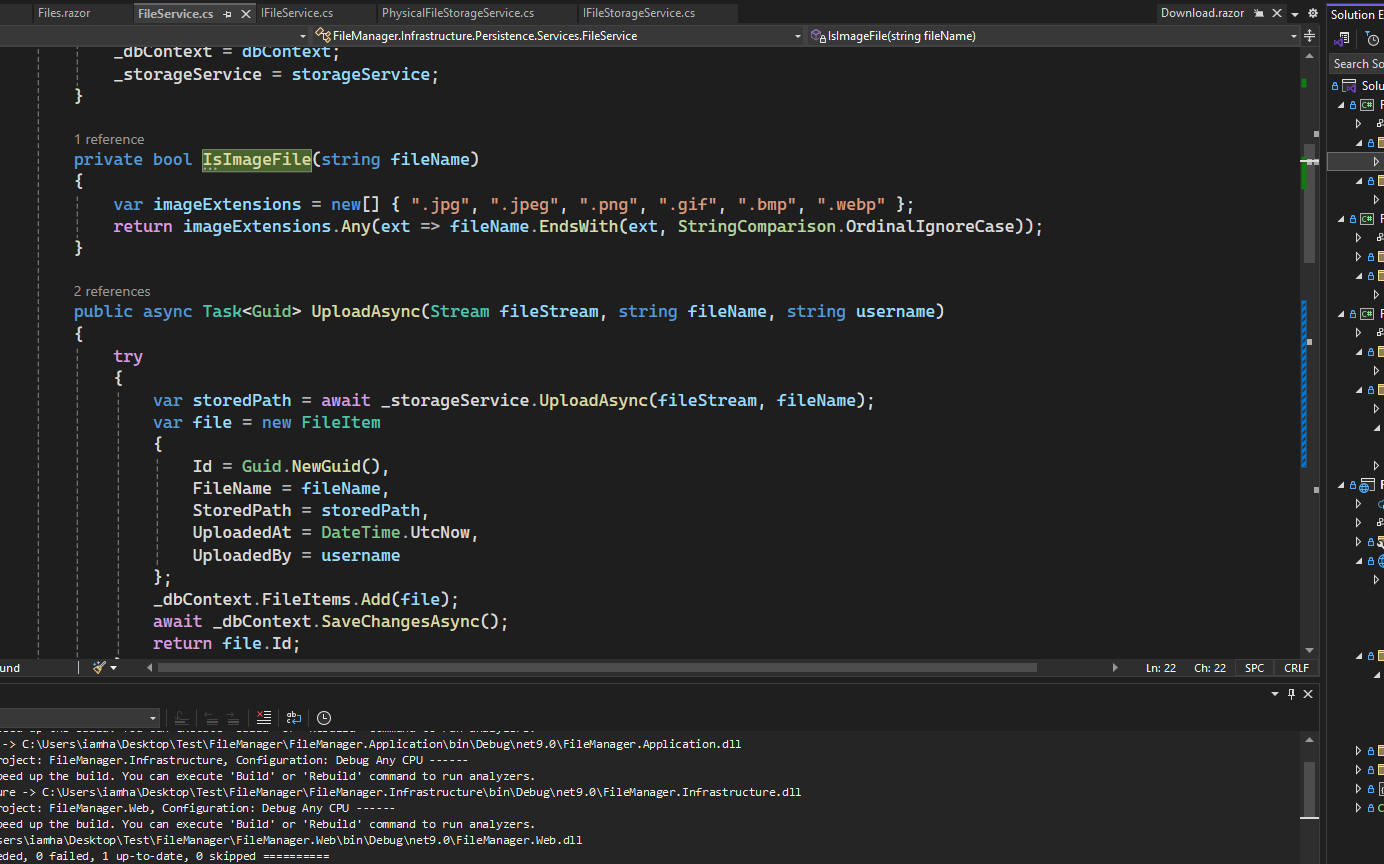 Files.razor
FileService.cs
IFileService.cs
PhysicalFileStorageService.cs
IFileStorageService.cs
Download.razor
Solution E
FileManager.Infrastructure.Persistence.Services.FileService
IsImageFile(string fileName)
Search So
Solu
_dbContext = dbContext;
_storageService = storageService;
}
1 reference
private bool IsImageFile(string fileName)
{
var imageExtensions = new[] { ".jpg", ".jpeg", ".png", ".gif", ".bmp", ".webp" };
return imageExtensions.Any(ext => fileName.EndsWith(ext, StringComparison.OrdinalIgnoreCase));
}
2 references
public async Task<Guid> UploadAsync(Stream fileStream, string fileName, string username)
{
try
{
var storedPath = await _storageService.UploadAsync(fileStream, fileName);
var file = new FileItem
{
Id = Guid.NewGuid(),
FileName = fileName,
StoredPath = storedPath,
UploadedAt = DateTime.UtcNow,
UploadedBy = username
};
_dbContext.FileItems.Add(file);
await _dbContext.SaveChangesAsync();
return file.Id;
und
Ln: 22
Ch: 22
SPC
CRLF
-> C:\Users\iamha\Desktop\Test\FileManager\FileManager.Application\bin\Debug\net9.0\FileManager.Application.dll
roject: FileManager.Infrastructure, Configuration: Debug Any CPU ------
peed up the build. You can execute 'Build' or 'Rebuild' command to run analyzers.
ure -> C:\Users\iamha\Desktop\Test\FileManager\FileManager.Infrastructure\bin\Debug\net9.0\FileManager.Infrastructure.dll
roject: FileManager.Web, Configuration: Debug Any CPU ------
peed up the build. You can execute 'Build' or 'Rebuild' command to run analyzers.
sers\iamha\Desktop\Test\FileManager\FileManager.Web\bin\Debug\net9.0\FileManager.Web.dll
eded, 0 failed, 1 up-to-date, 0 skipped ==========